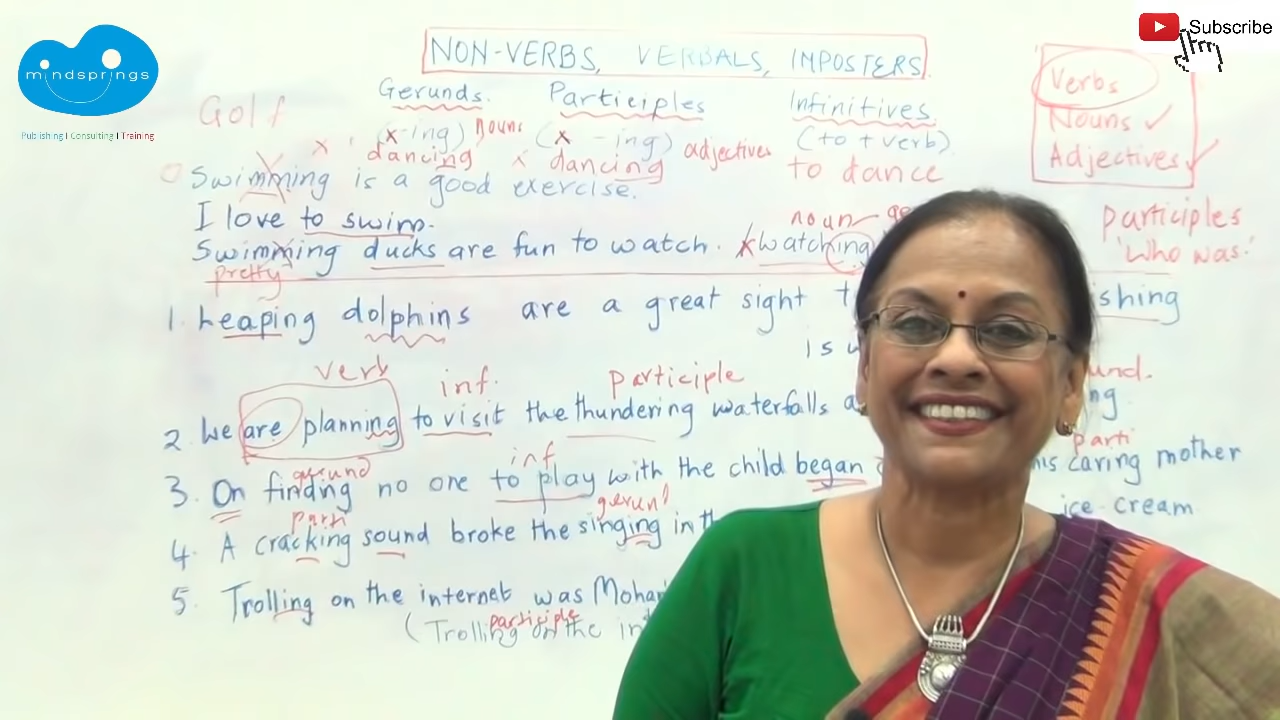 Subscribe
mindsprings
Publishing | Consulting | Training
NON-VERBS, VERBALS, IMPOSTERS.
Verbs
Nouns ✓
Adjectives ✓
Golf
Gerunds. Participles Infinitives.
x (x-ing) nouns (x -ing) adjectives (to + verb)
dancing x dancing to dance
Swimming is a good exercise.
I love to swim.
noun
participles
'who was.'
Swimming ducks are fun to watch. watching
pretty
1. Leaping dolphins are a great sight
is
verb inf. participle
2. We are planning to visit the thundering waterfalls
gerund inf parti
3. On finding no one to play with the child began his caring mother
parti gerund
4. A cracking sound broke the singing in ice-cream
5. Trolling on the internet was
participle
(Trolling on the